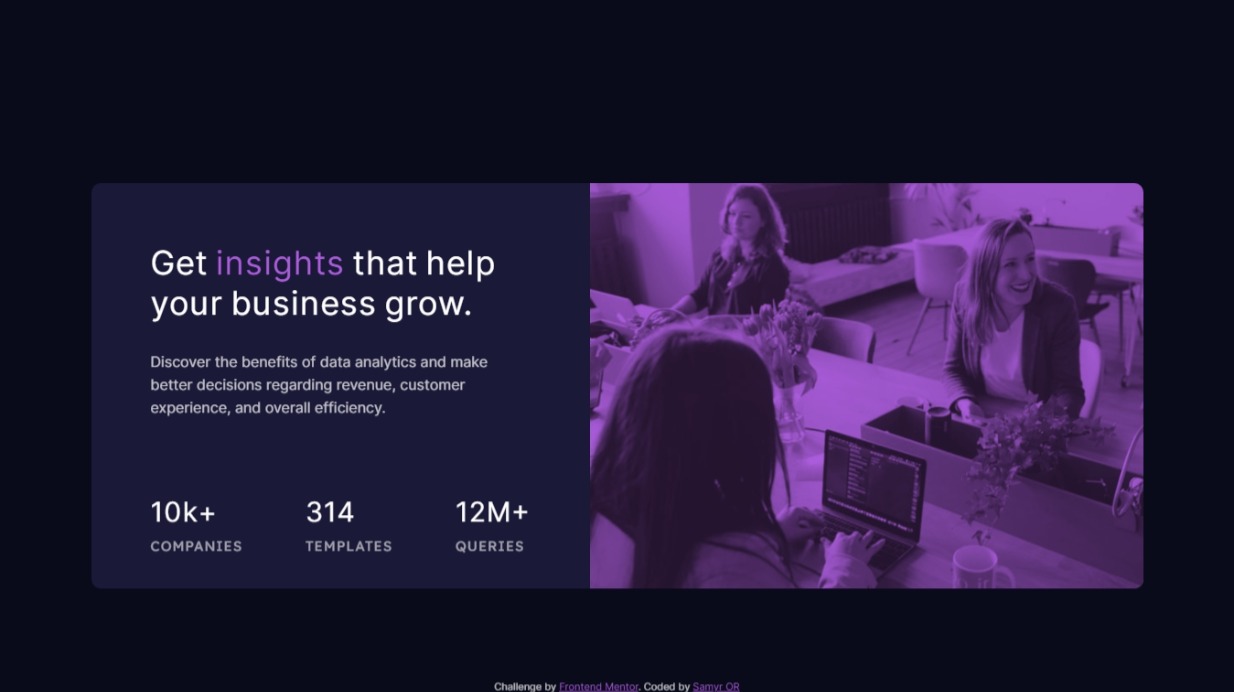 Get insights that help
your business grow.
Discover the benefits of data analytics and make
better decisions regarding revenue, customer
experience, and overall efficiency.
10k+ 314 12M+
COMPANIES TEMPLATES QUERIES
Challenge by Frontend Mentor. Coded by Samyr OR